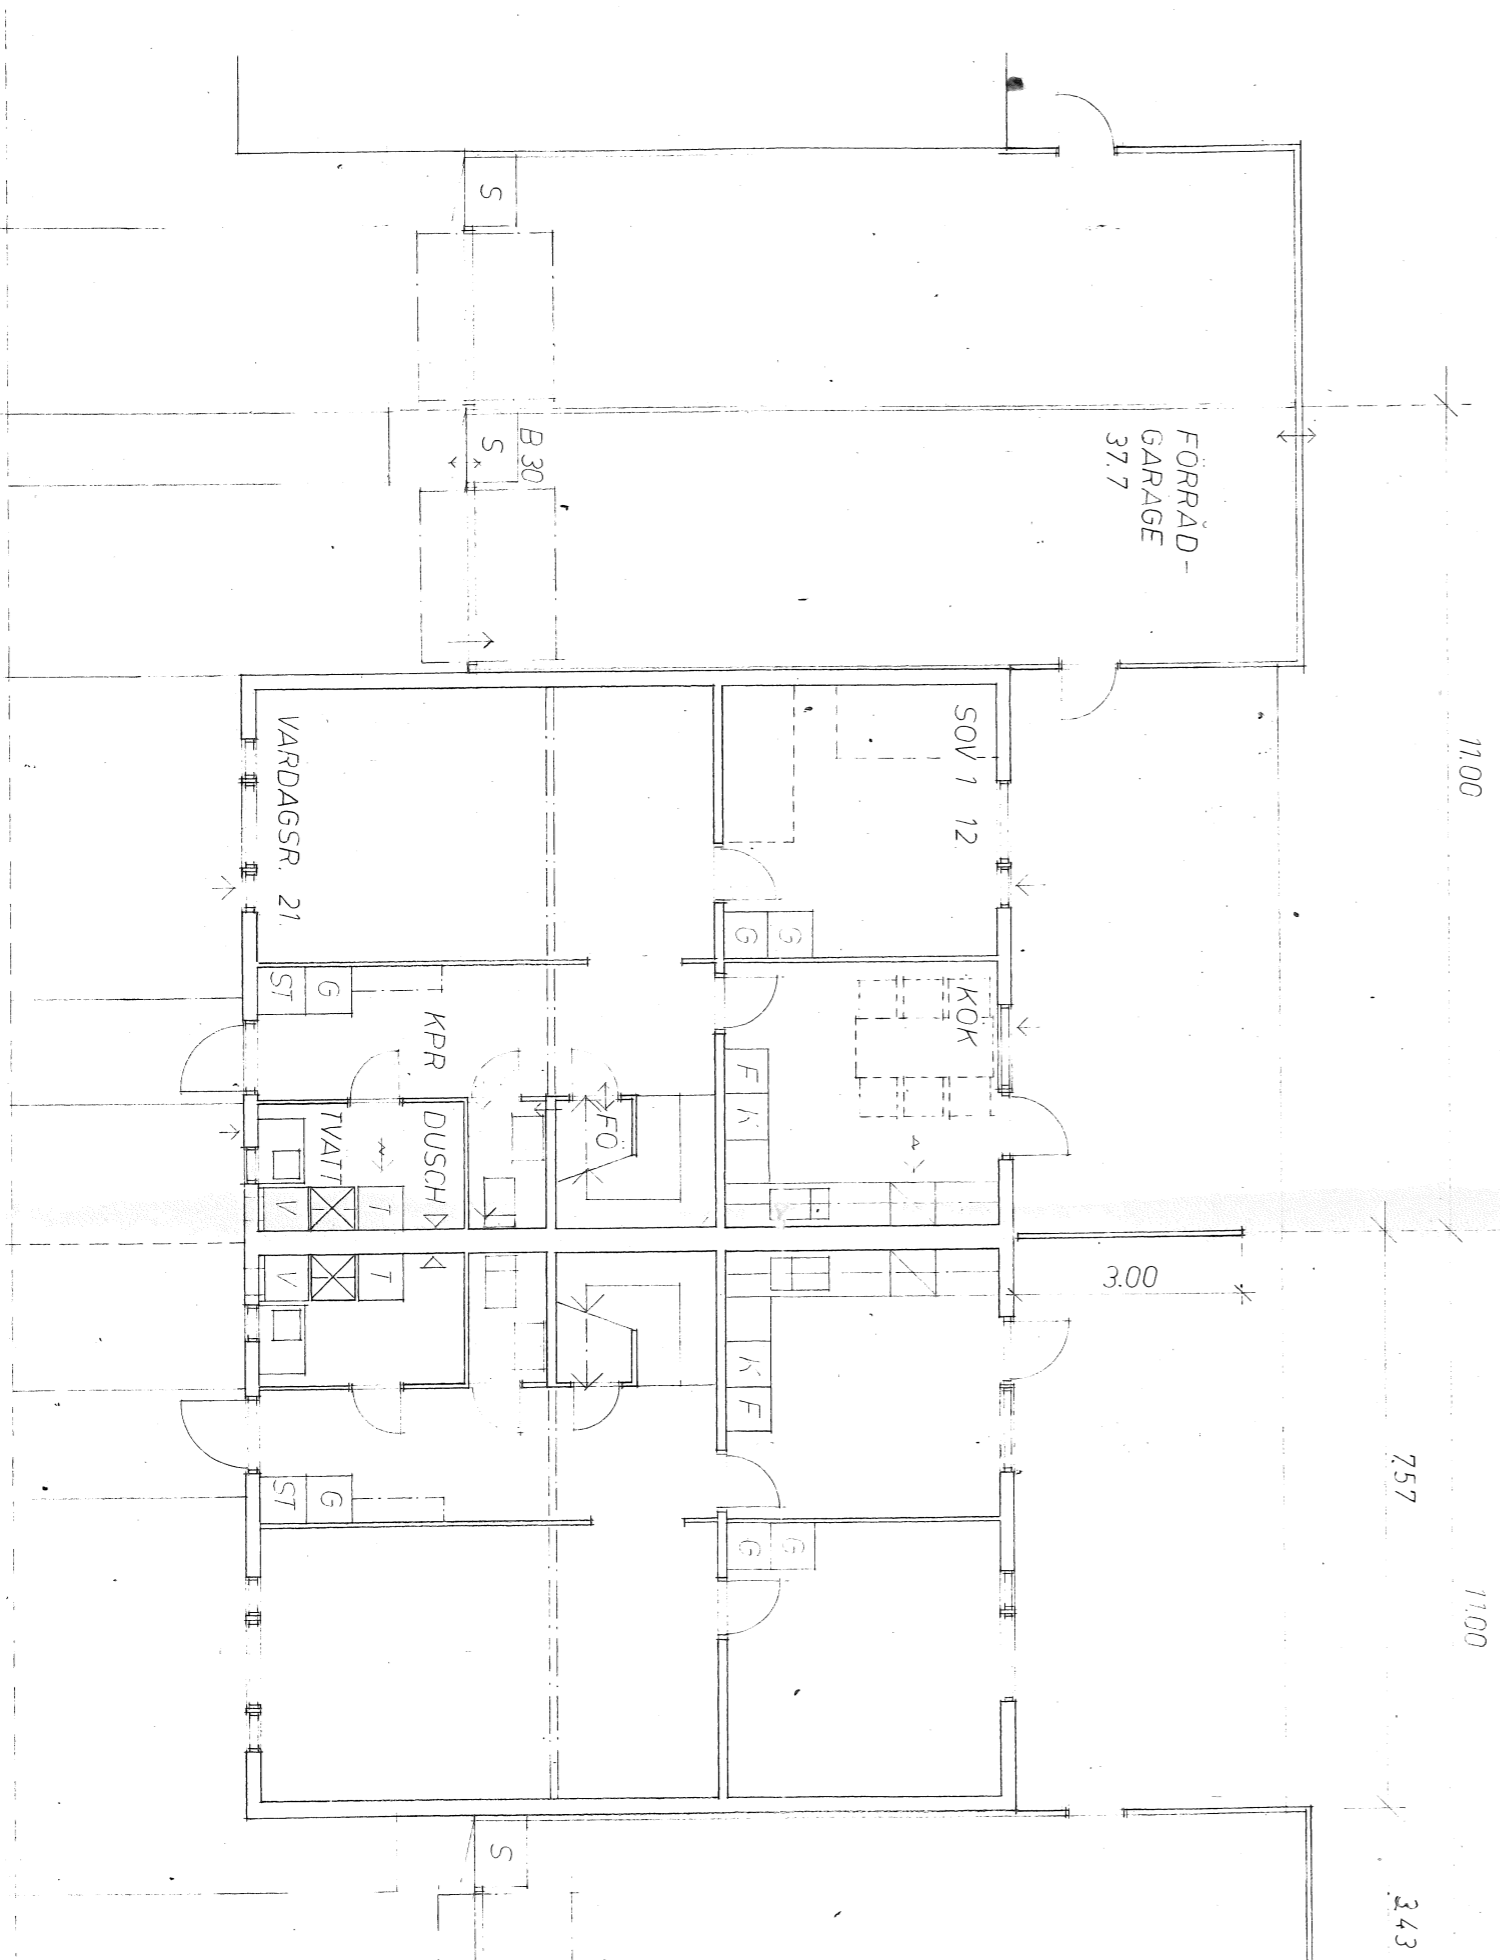 S
S
B 30
FÖRRÅD-
GARAGE
37.7
11.00
VARDAGSR. 21.
SOV 1 12.
G
G
ST
G
KPR
KÖK
F
K
FÖ
TVÄTT
DUSCH
V
T
V
T
3.00
K
F
7.57
ST
G
G
G
11.00
S
3.43